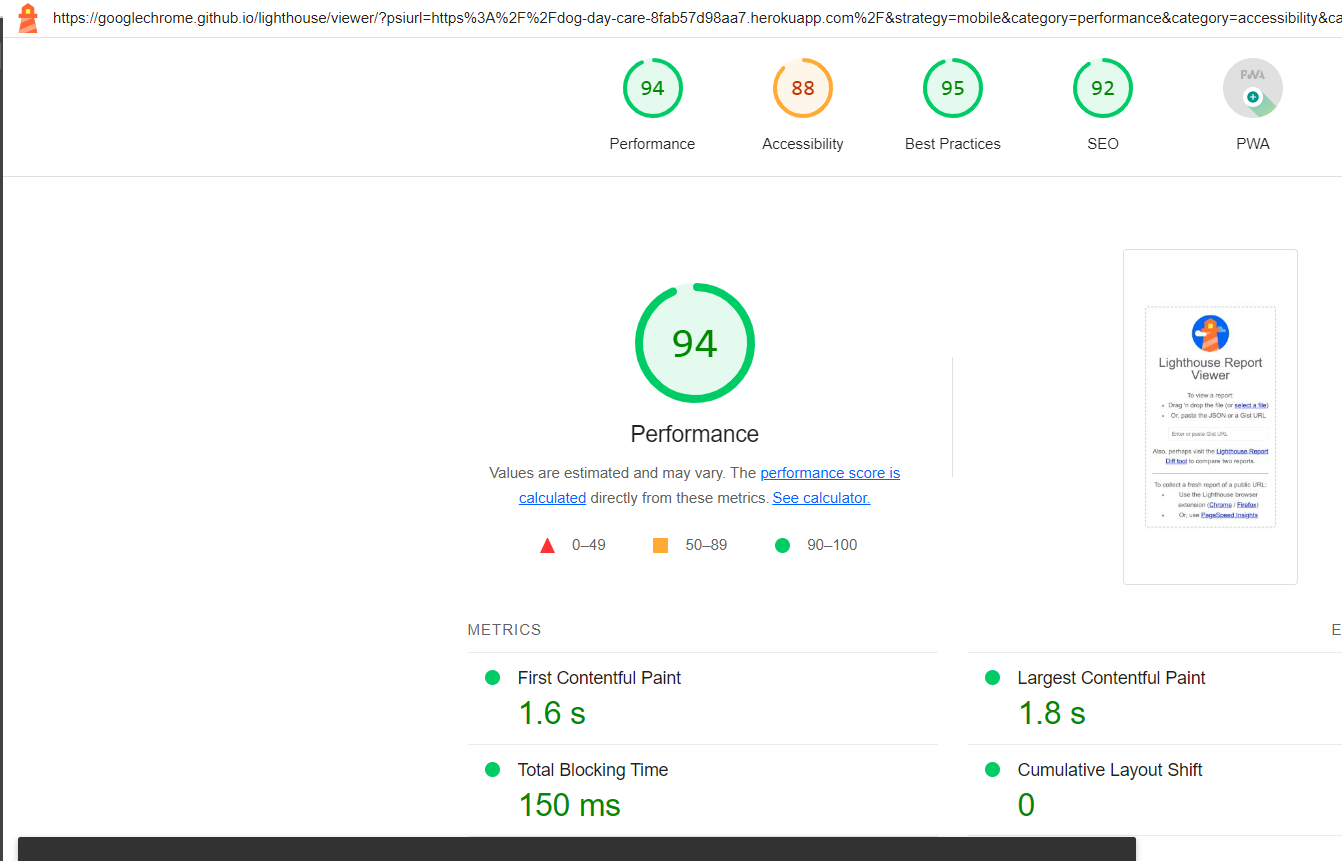 https://googlechrome.github.io/lighthouse/viewer/?psiurl=https%3A%2F%2Fdog-day-care-8fab57d98aa7.herokuapp.com%2F&strategy=mobile&category=performance&category=accessibility&ca
94
88
95
92
PWA
Performance
Accessibility
Best Practices
SEO
PWA
94
Performance
Values are estimated and may vary. The performance score is
calculated directly from these metrics. See calculator.
0–49
50–89
90–100
Lighthouse Report
Viewer
To view a report:
• Drag 'n drop the file (or select a file)
• Or, paste the JSON or a Gist URL
Enter or paste Gist URL
Also, perhaps visit the Lighthouse Report
Diff tool to compare two reports.
To collect a fresh report of a public URL:
• Use the Lighthouse browser
extension (Chrome / Firefox)
• Or, use PageSpeed Insights
METRICS
E
First Contentful Paint
1.6 s
Largest Contentful Paint
1.8 s
Total Blocking Time
150 ms
Cumulative Layout Shift
0